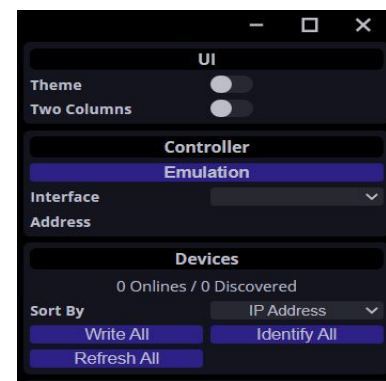 UI
Theme
Two Columns
Controller
Emulation
Interface
Address
Devices
0 Onlines / 0 Discovered
Sort By IP Address
Write All Identify All
Refresh All